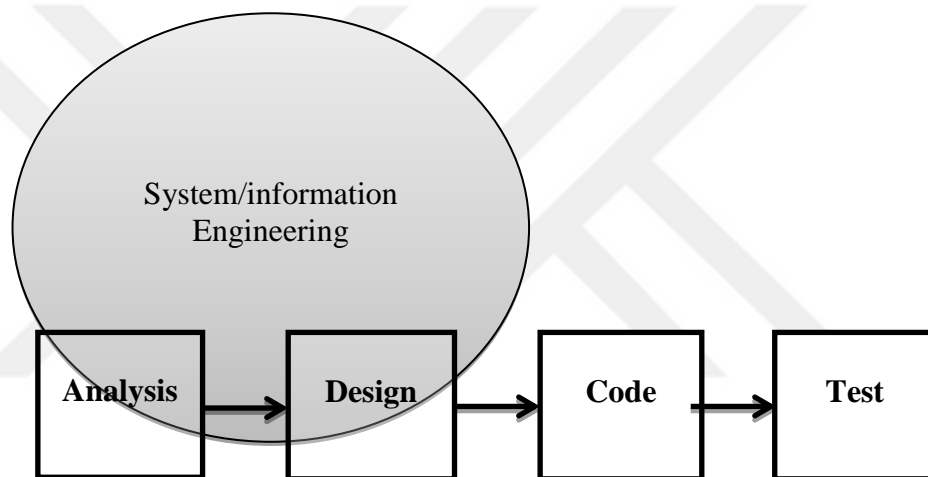 System/information
Engineering
Analysis
Design
Code
Test